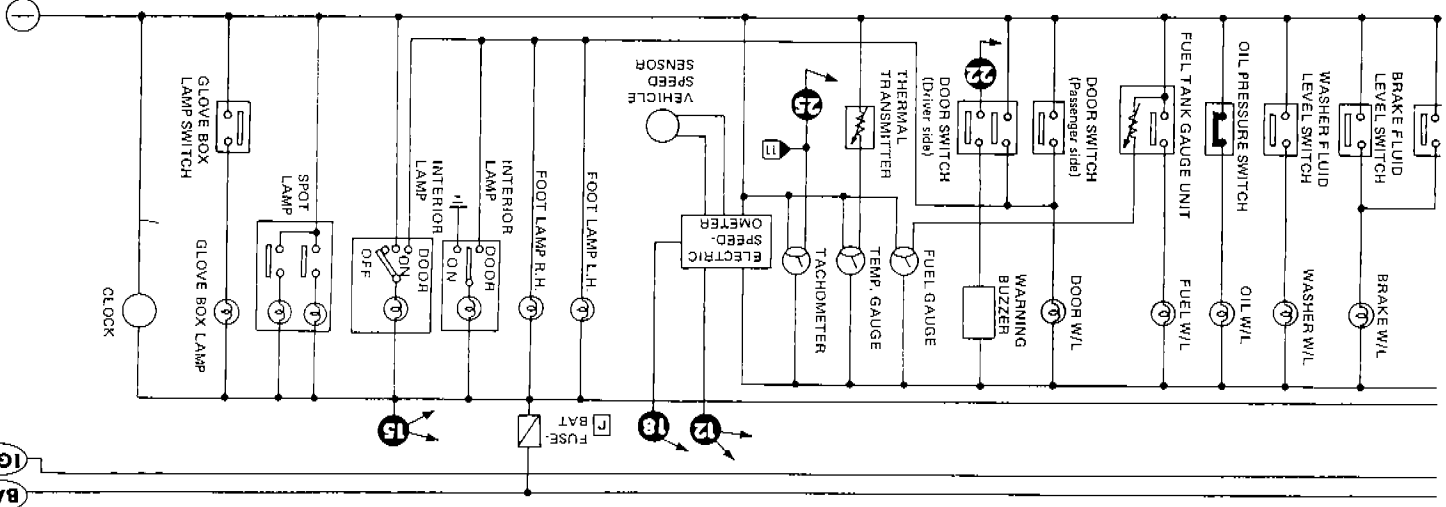 GLOVE BOX
LAMP SWITCH
SPOT
LAMP
GLOVE BOX LAMP
CLOCK
INTERIOR
LAMP
DOOR
ON
OFF
INTERIOR
LAMP
DOOR
ON
FOOT LAMP R.H.
FOOT LAMP L.H.
VEHICLE
SPEED
SENSOR
ELECTRIC
SPEED-
OMETER
11
25
THERMAL
TRANSMITTER
TACHOMETER
TEMP. GAUGE
FUEL GAUGE
22
DOOR SWITCH
(Driver side)
DOOR SWITCH
(Passenger side)
WARNING
BUZZER
DOOR W/L
FUEL TANK GAUGE UNIT
FUEL W/L
OIL PRESSURE SWITCH
OIL W/L
WASHER FLUID
LEVEL SWITCH
WASHER W/L
BRAKE FLUID
LEVEL SWITCH
BRAKE W/L
15
FUSE-
BAT
J
18
12
IG
BA